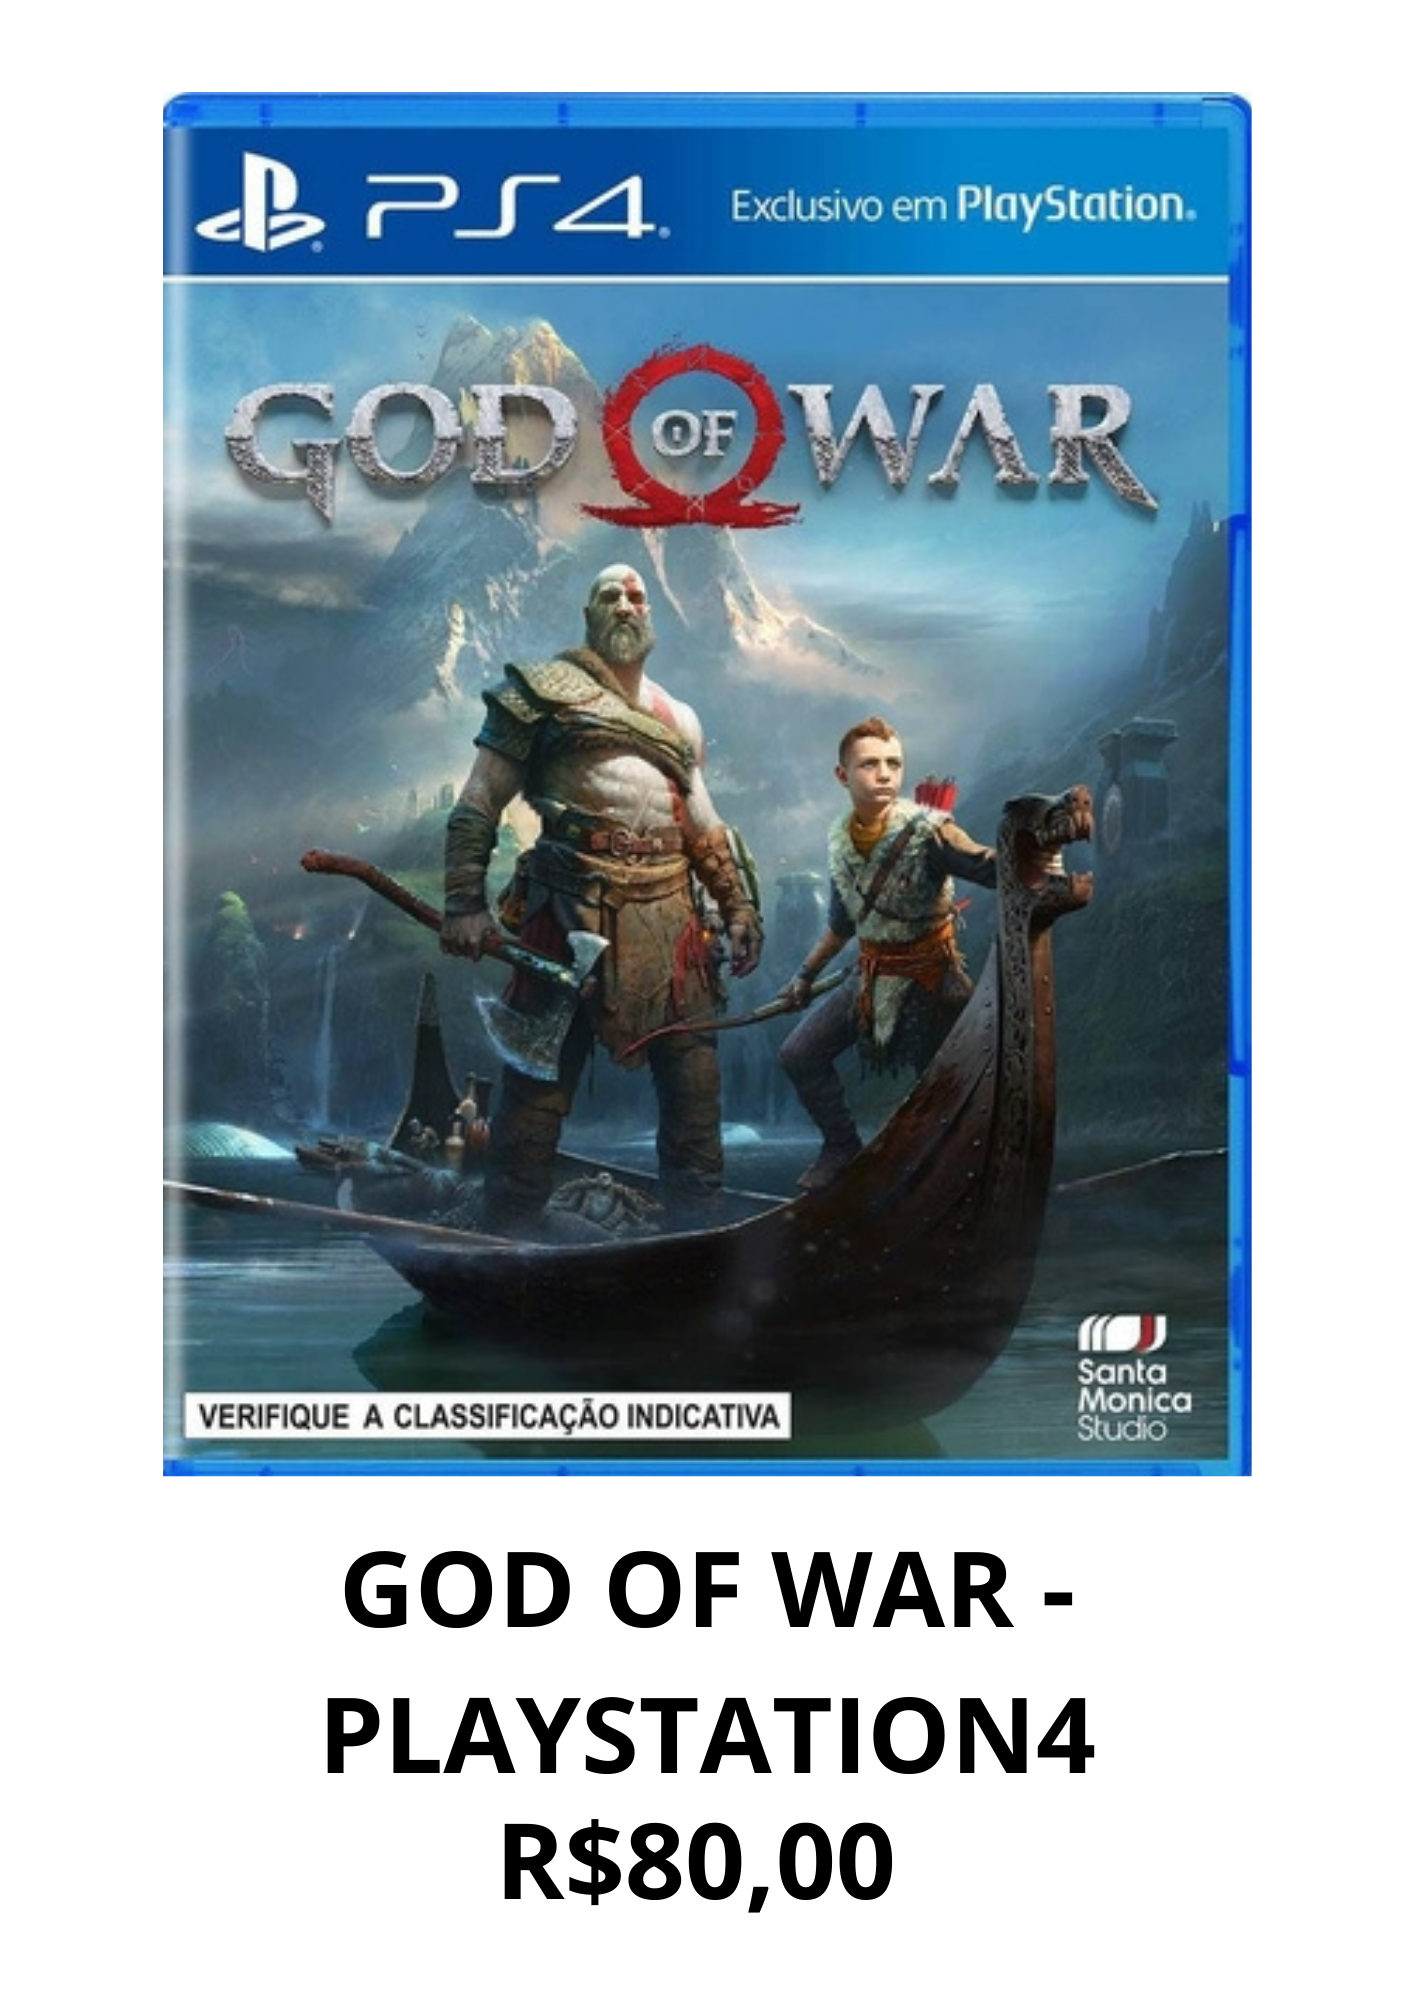 PS4 Exclusivo em PlayStation
GOD OF WAR
VERIFIQUE A CLASSIFICAÇÃO INDICATIVA
Santa
Monica
Studio
GOD OF WAR -
PLAYSTATION4
R$80,00